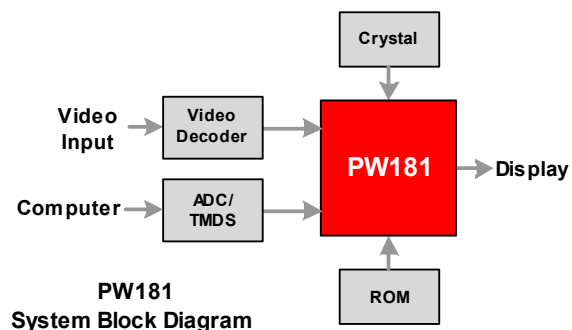 Crystal
Video
Input
Video
Decoder
PW181
Display
Computer
ADC/
TMDS
ROM
PW181
System Block Diagram